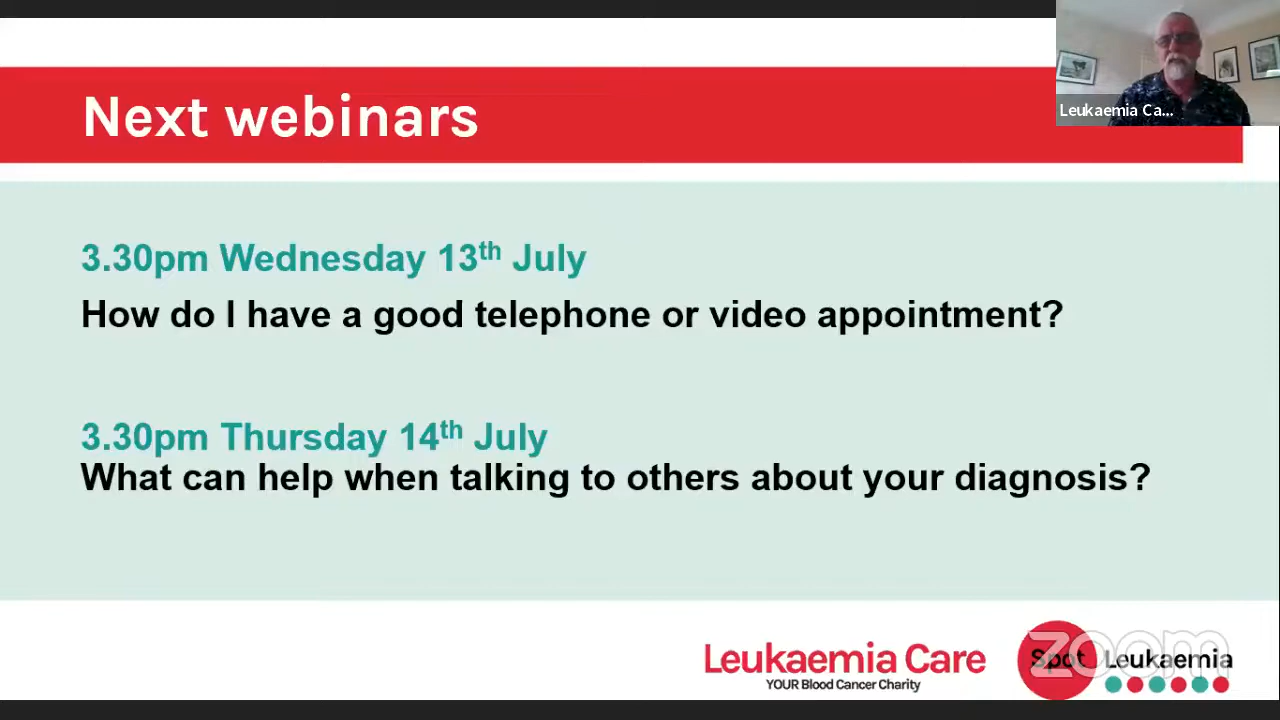 Next webinars
Leukaemia Ca...
3.30pm Wednesday 13th July
How do I have a good telephone or video appointment?
3.30pm Thursday 14th July
What can help when talking to others about your diagnosis?
Leukaemia Care
YOUR Blood Cancer Charity
Spot Leukaemia
zoom